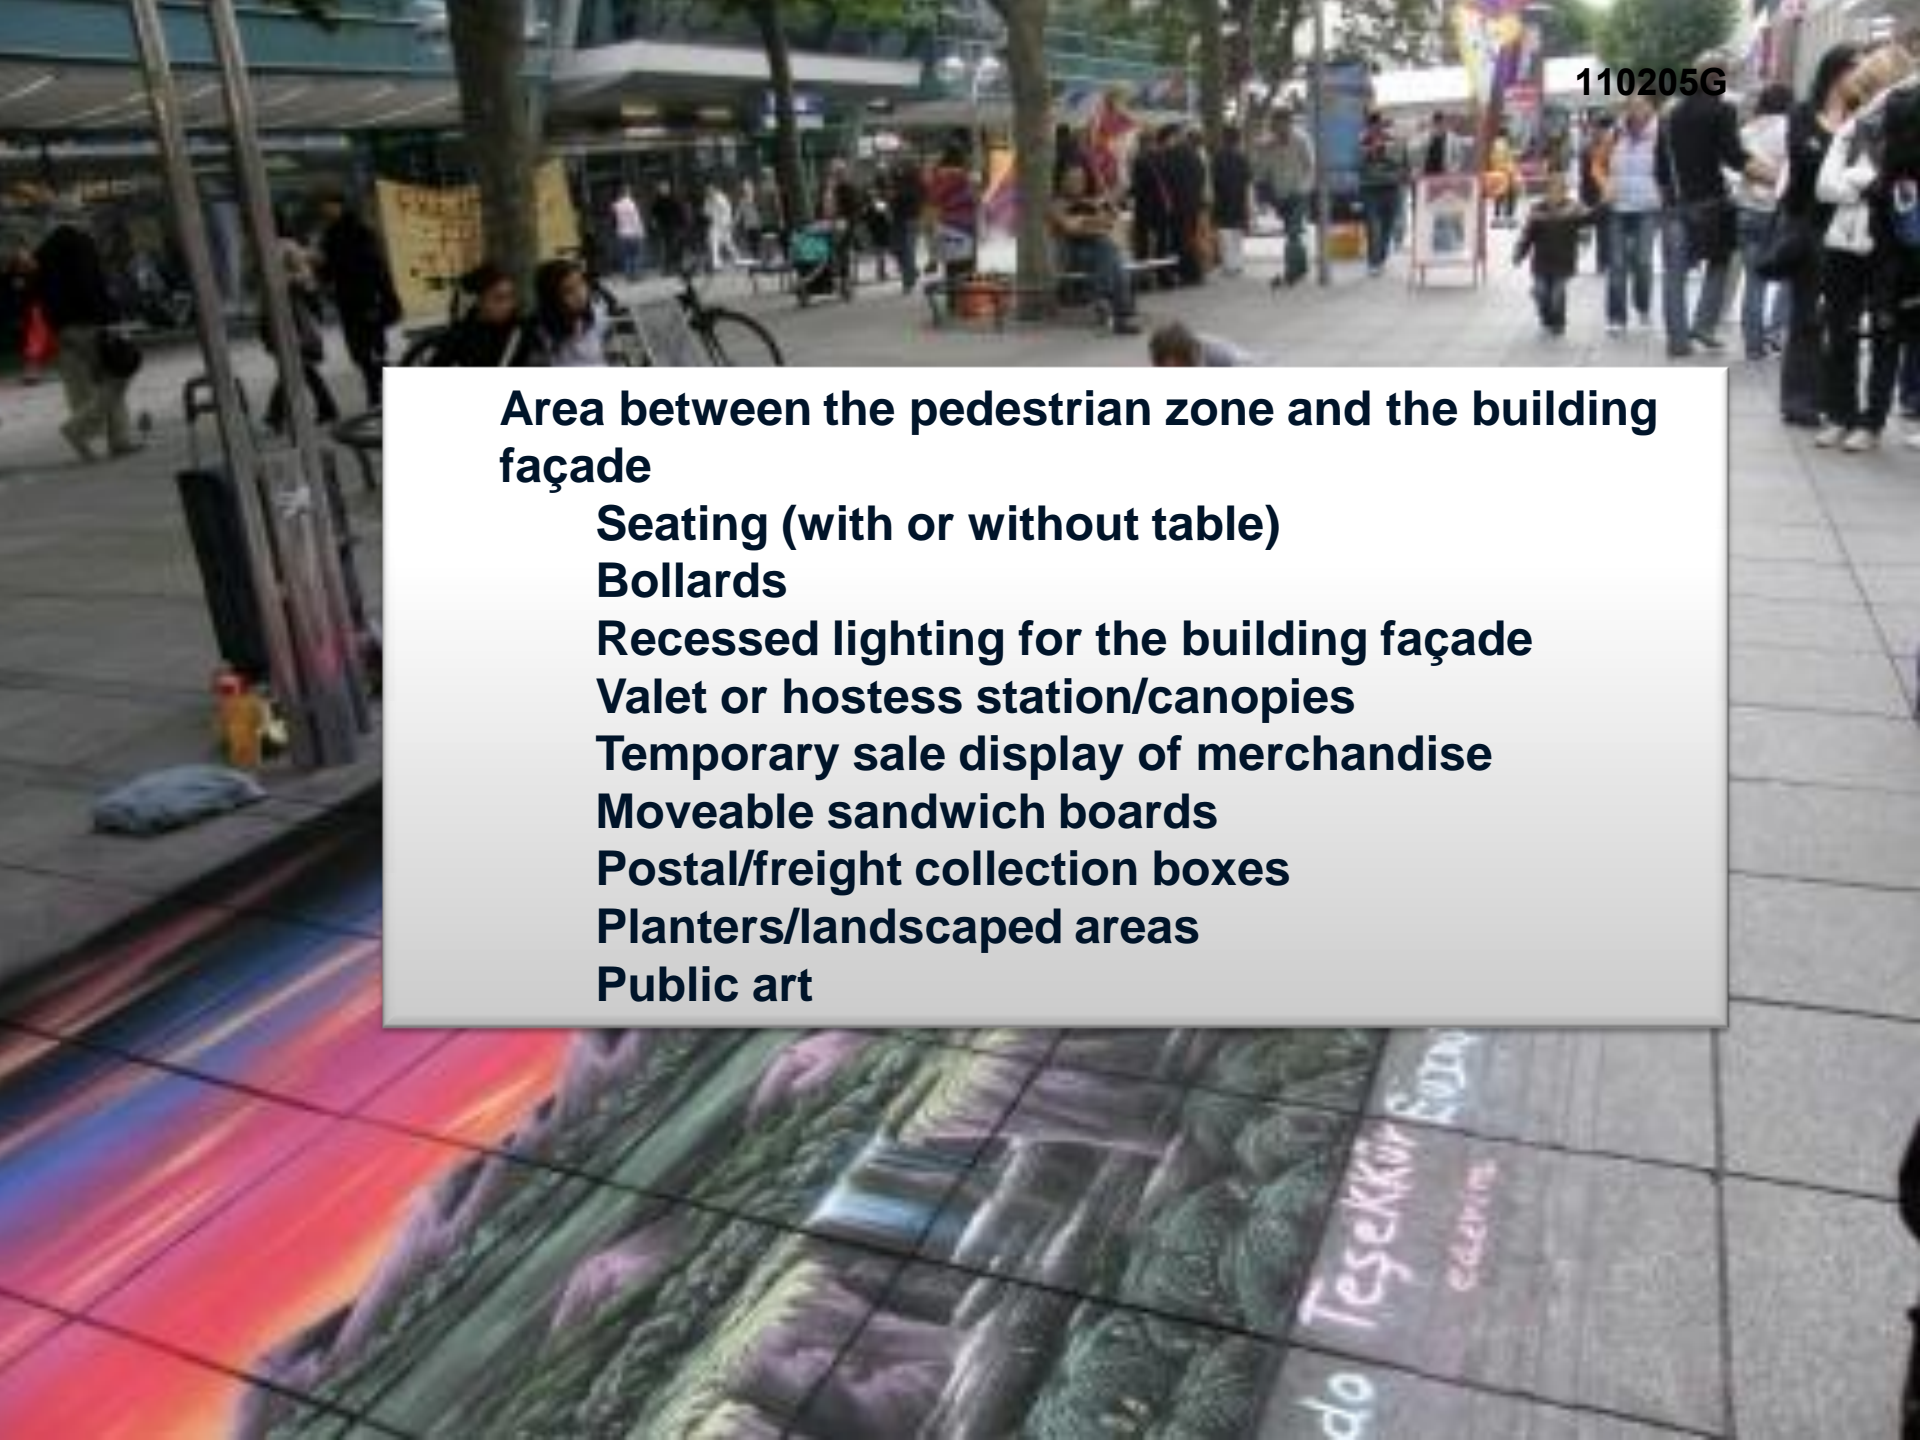 110205G
Area between the pedestrian zone and the building
façade
Seating (with or without table)
Bollards
Recessed lighting for the building façade
Valet or hostess station/canopies
Temporary sale display of merchandise
Moveable sandwich boards
Postal/freight collection boxes
Planters/landscaped areas
Public art
Teşekkür
ederim
do